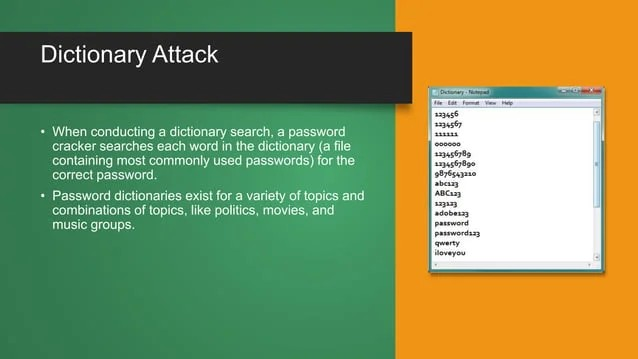 Dictionary Attack
• When conducting a dictionary search, a password
cracker searches each word in the dictionary (a file
containing most commonly used passwords) for the
correct password.
• Password dictionaries exist for a variety of topics and
combinations of topics, like politics, movies, and
music groups.
Dictionary - Notepad
File Edit Format View Help
123456
1234567
111111
000000
123456789
1234567890
9876543210
abc123
ABC123
123123
adobe123
password
password123
qwerty
iloveyou